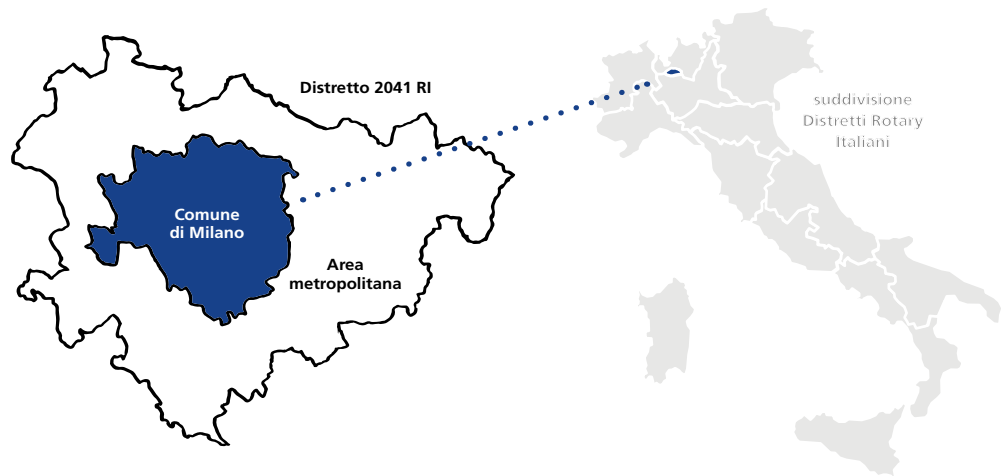 Distretto 2041 RI
Comune
di Milano
Area
metropolitana
suddivisione
Distretti Rotary
Italiani